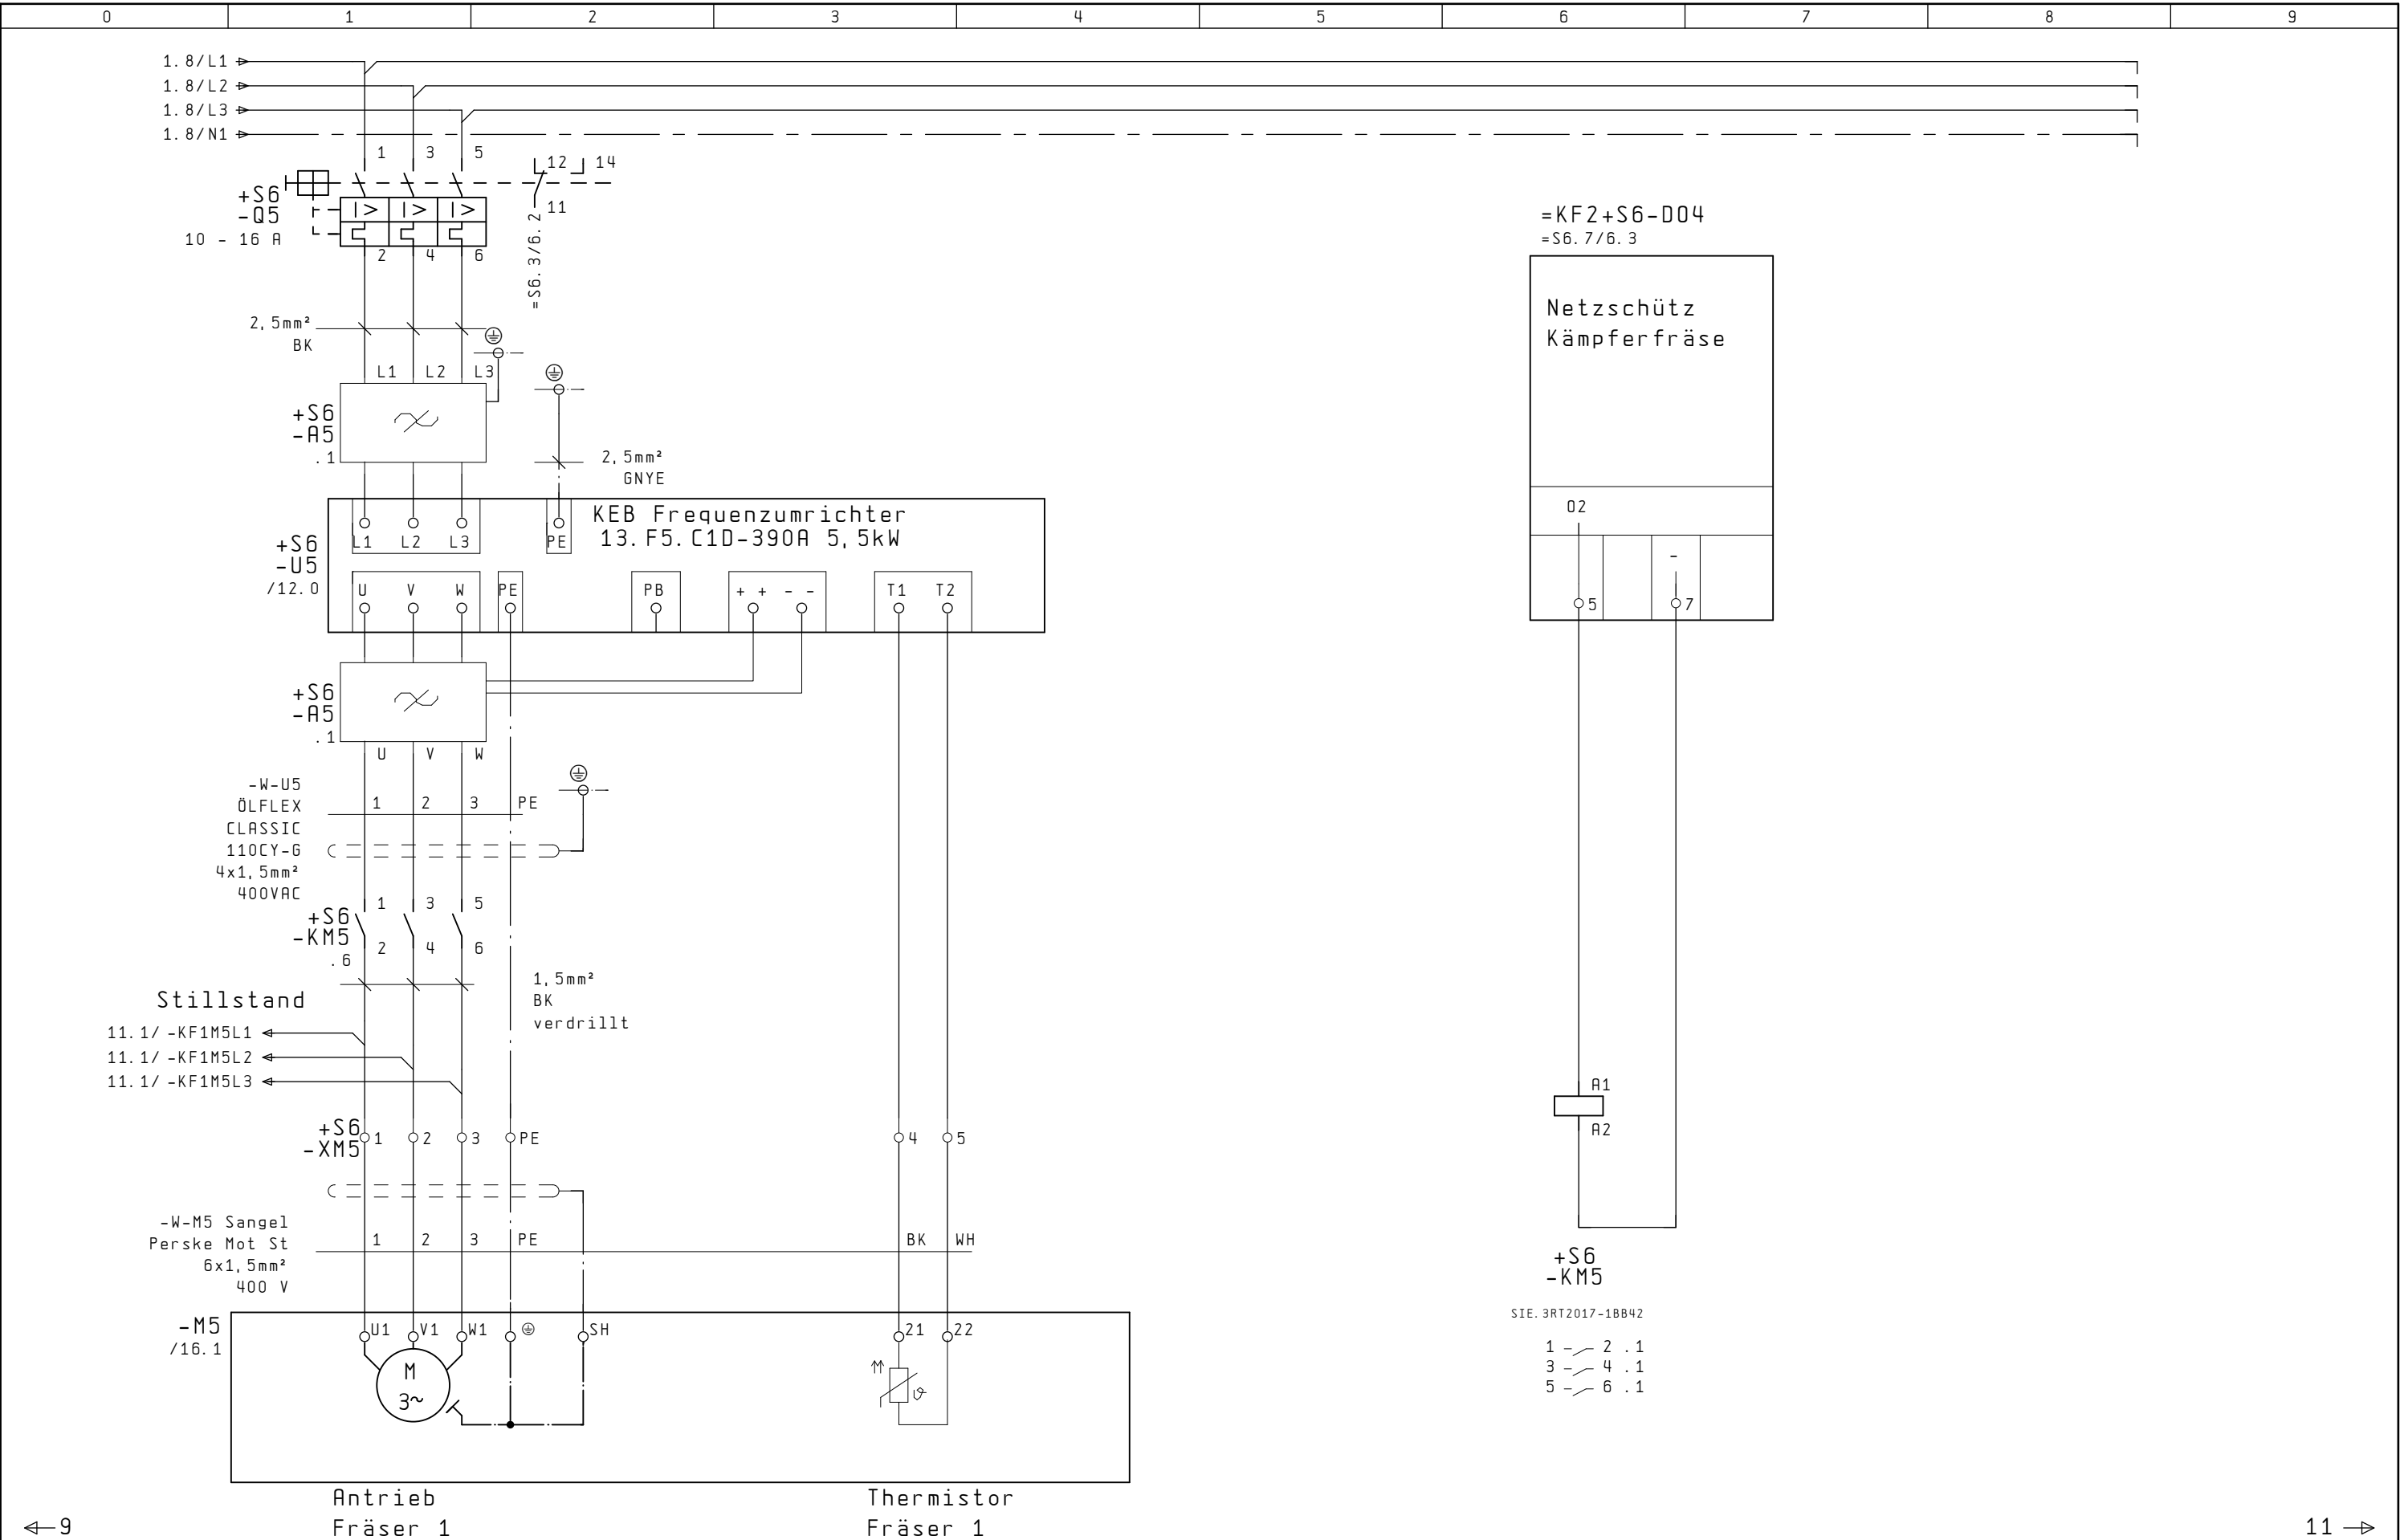 0 1 2 3 4 5 6 7 8 9
1.8/L1
1.8/L2
1.8/L3
1.8/N1
1 3 5
12 14
+S6
-Q5
10 - 16 A
I> I> I>
11
2 4 6
=S6.3/6.2
2,5mm²
BK
L1 L2 L3
+S6
-A5
.1
2,5mm²
GNYE
KEB Frequenzumrichter
13.F5.C1D-390A 5,5kW
L1 L2 L3 PE
+S6
-U5
/12.0
U V W PE PB + + - - T1 T2
+S6
-A5
.1
U V W
-W-U5
ÖLFLEX
CLASSIC
110CY-G
4x1,5mm²
400VAC
1 2 3 PE
+S6
-KM5
.6
1 3 5
2 4 6
1,5mm²
BK
verdrillt
Stillstand
11.1/ -KF1M5L1
11.1/ -KF1M5L2
11.1/ -KF1M5L3
+S6
-XM5
1 2 3 PE 4 5
-W-M5 Sangel
Perske Mot St
6x1,5mm²
400 V
1 2 3 PE BK WH
-M5
/16.1
U1 V1 W1 SH 21 22
M
3~
ϑ
Antrieb
Fräser 1
Thermistor
Fräser 1
=KF2+S6-DO4
=S6.7/6.3
Netzschütz
Kämpferfräse
O2
-
5 7
A1
A2
+S6
-KM5
SIE.3RT2017-1BB42
1 2 .1
3 4 .1
5 6 .1
9
11